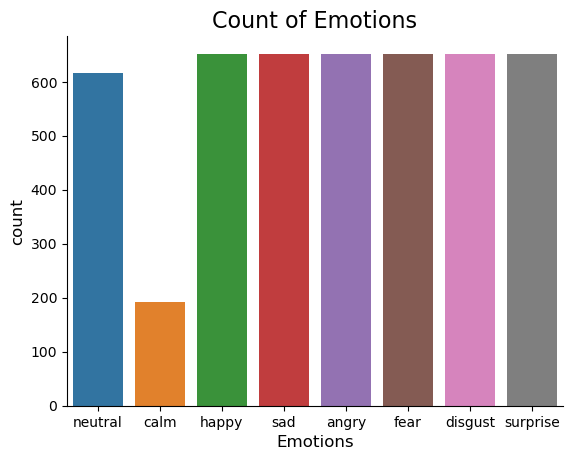 Count of Emotions
count
600
500
400
300
200
100
0
neutral calm happy sad angry fear disgust surprise
Emotions